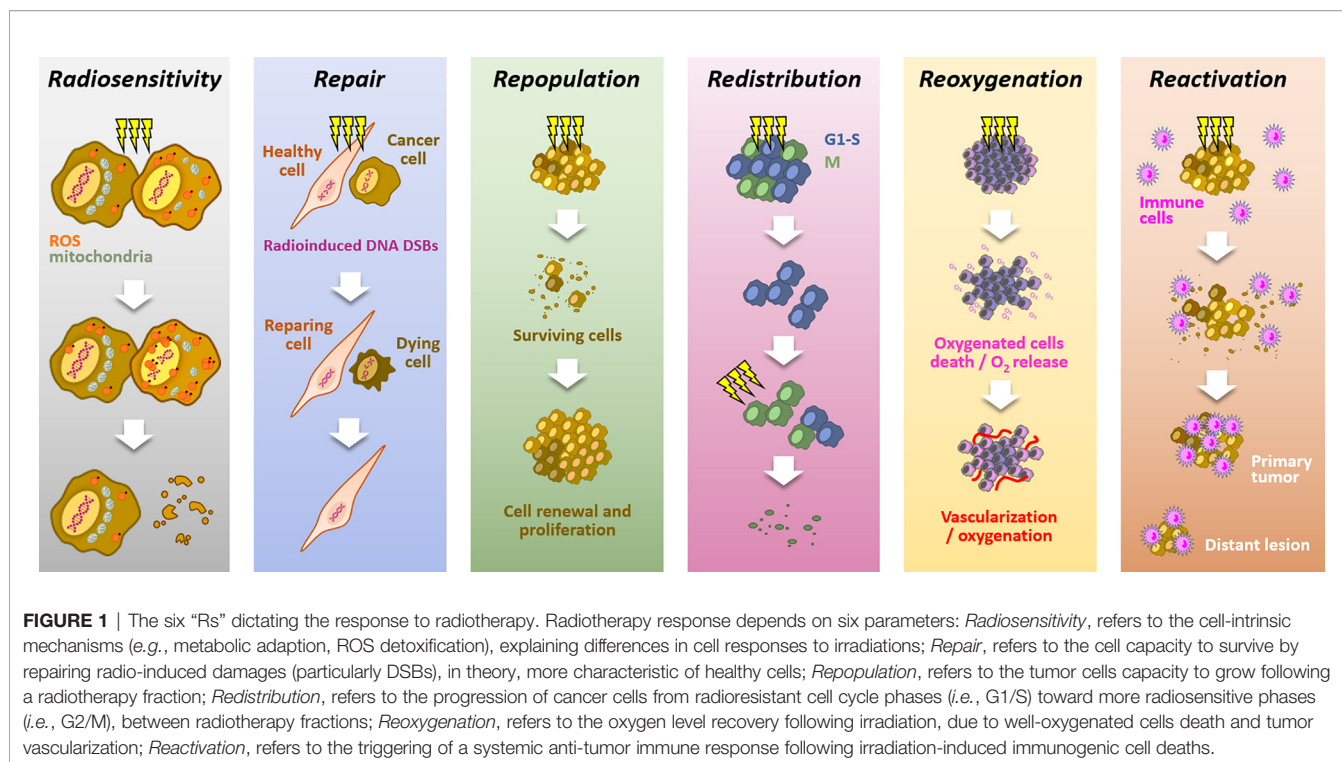 Radiosensitivity
ROS
mitochondria
Repair
Healthy
cell
Cancer
cell
Radioinduced DNA DSBs
Reparing
cell
Dying
cell
Repopulation
Surviving cells
Cell renewal and
proliferation
Redistribution
G1-S
M
Reoxygenation
Oxygenated cells
death / O₂ release
Vascularization
/ oxygenation
Reactivation
Immune
cells
Primary
tumor
Distant lesion
FIGURE 1 | The six “Rs” dictating the response to radiotherapy. Radiotherapy response depends on six parameters: Radiosensitivity, refers to the cell-intrinsic
mechanisms (e.g., metabolic adaption, ROS detoxification), explaining differences in cell responses to irradiations; Repair, refers to the cell capacity to survive by
repairing radio-induced damages (particularly DSBs), in theory, more characteristic of healthy cells; Repopulation, refers to the tumor cells capacity to grow following
a radiotherapy fraction; Redistribution, refers to the progression of cancer cells from radioresistant cell cycle phases (i.e., G1/S) toward more radiosensitive phases
(i.e., G2/M), between radiotherapy fractions; Reoxygenation, refers to the oxygen level recovery following irradiation, due to well-oxygenated cells death and tumor
vascularization; Reactivation, refers to the triggering of a systemic anti-tumor immune response following irradiation-induced immunogenic cell deaths.